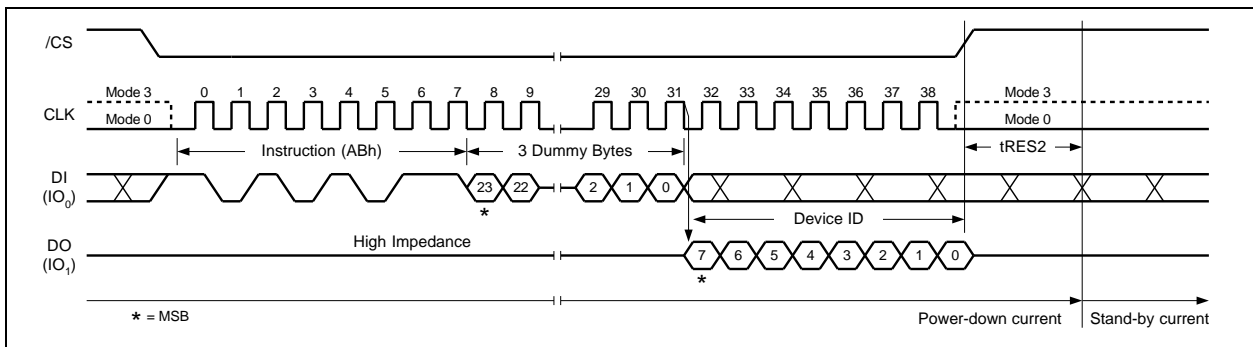 /CS
Mode 3 0 1 2 3 4 5 6 7 8 9 29 30 31 32 33 34 35 36 37 38 Mode 3
CLK
Mode 0 Mode 0
Instruction (ABh) 3 Dummy Bytes tRES2
DI
(IO0)
23 22 2 1 0
*
Device ID
DO
(IO1)
High Impedance
7 6 5 4 3 2 1 0
*
* = MSB
Power-down current Stand-by current